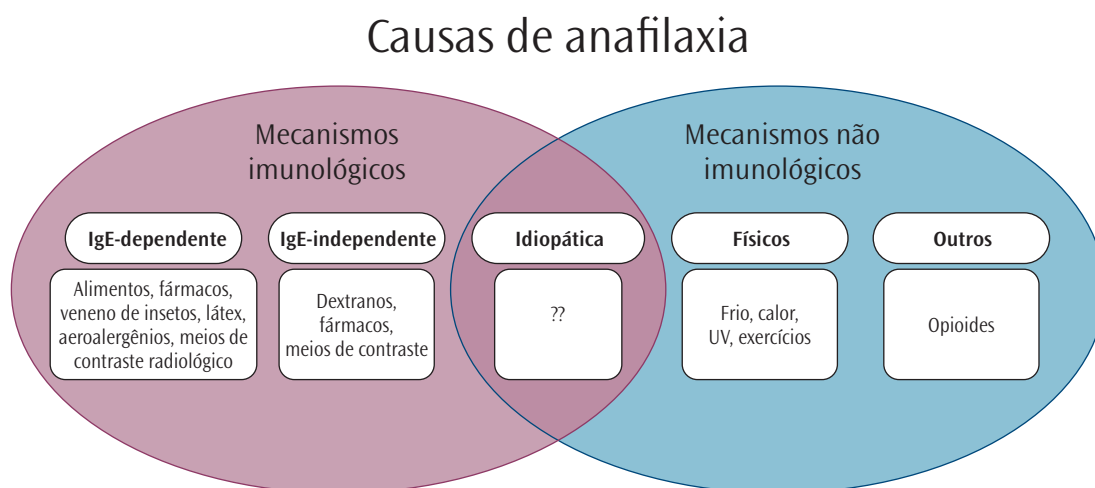 Causas de anafilaxia
Mecanismos
imunológicos
Mecanismos não
imunológicos
IgE-dependente
IgE-independente
Idiopática
Físicos
Outros
Alimentos, fármacos,
veneno de insetos, látex,
aeroalergênios, meios de
contraste radiológico
Dextranos,
fármacos,
meios de contraste
??
Frio, calor,
UV, exercícios
Opioides